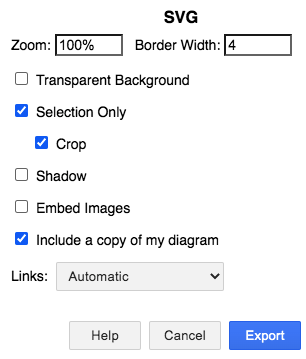 SVG
Zoom: 100% Border Width: 4
Transparent Background
Selection Only
Crop
Shadow
Embed Images
Include a copy of my diagram
Links: Automatic
Help Cancel Export